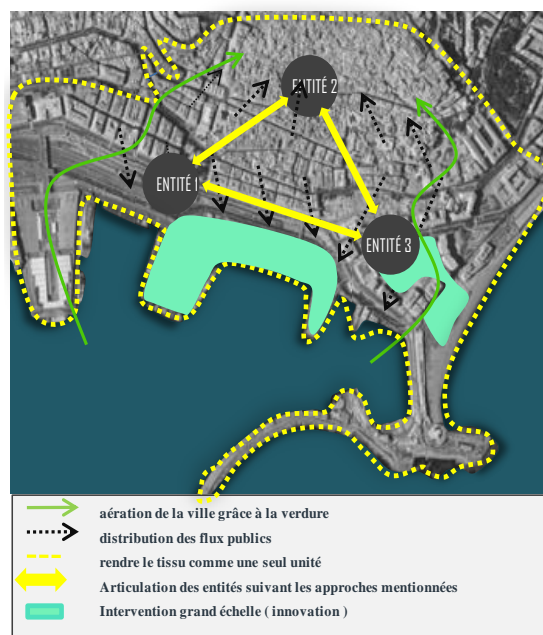 ENTITÉ 2
ENTITÉ 1
ENTITÉ 3
aération de la ville grâce à la verdure
distribution des flux publics
rendre le tissu comme une seul unité
Articulation des entités suivant les approches mentionnées
Intervention grand échelle ( innovation )